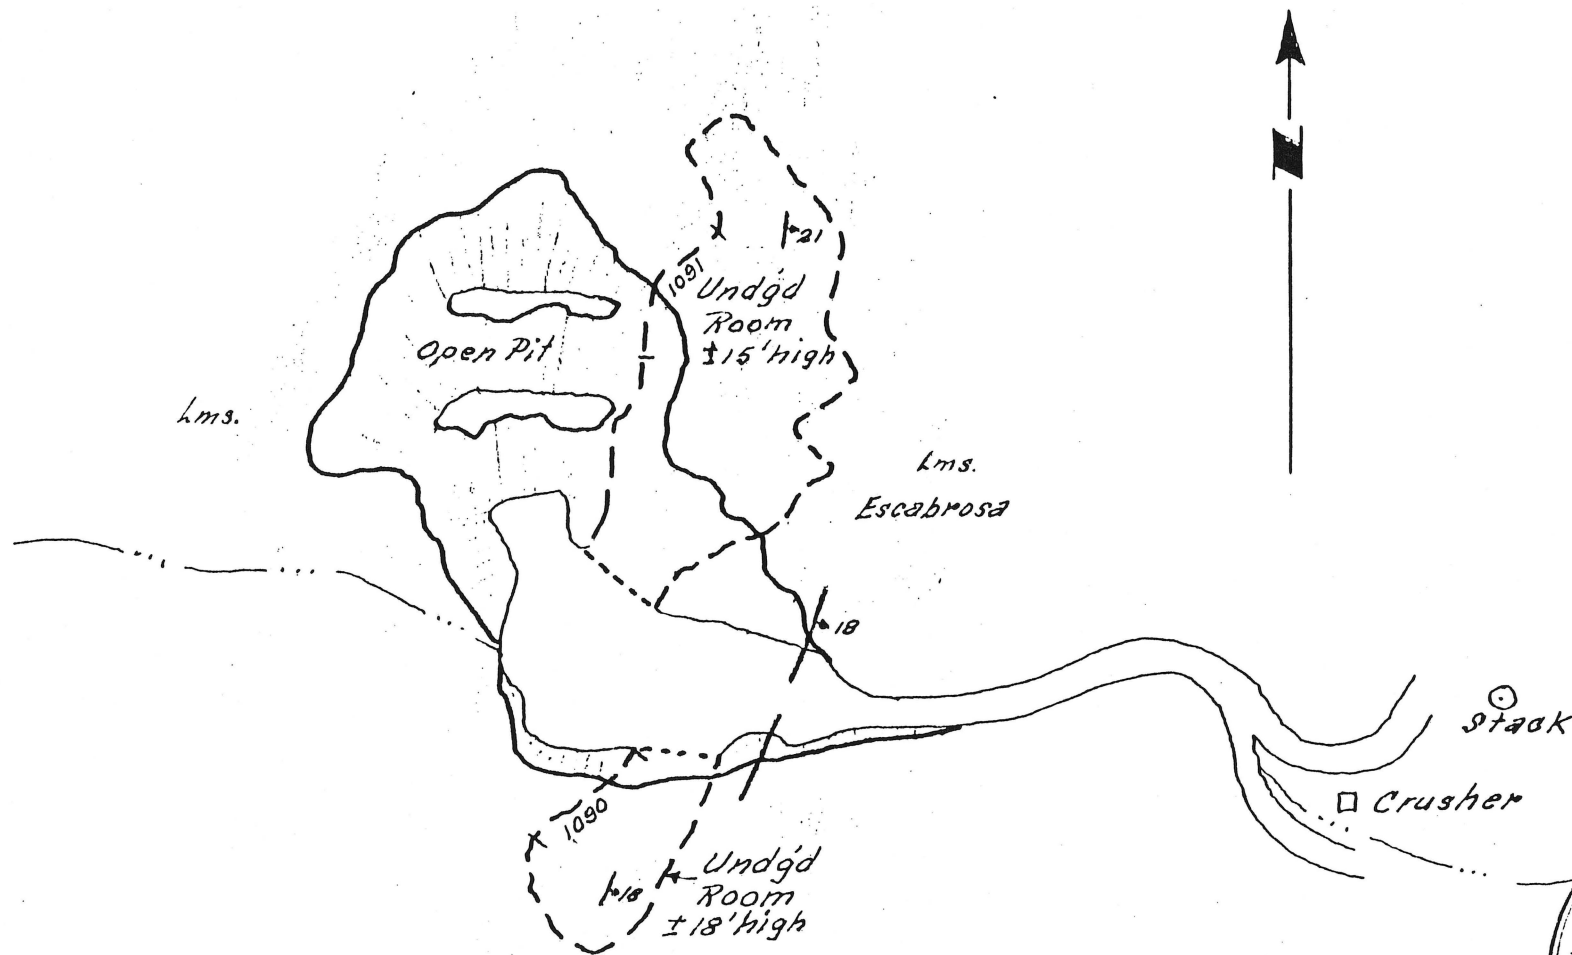 N
21
1091
Undg'd
Room
±15' high
Open Pit
Lms.
Lms.
Escabrosa
18
Stack
Crusher
1090
18
Undg'd
Room
±18' high